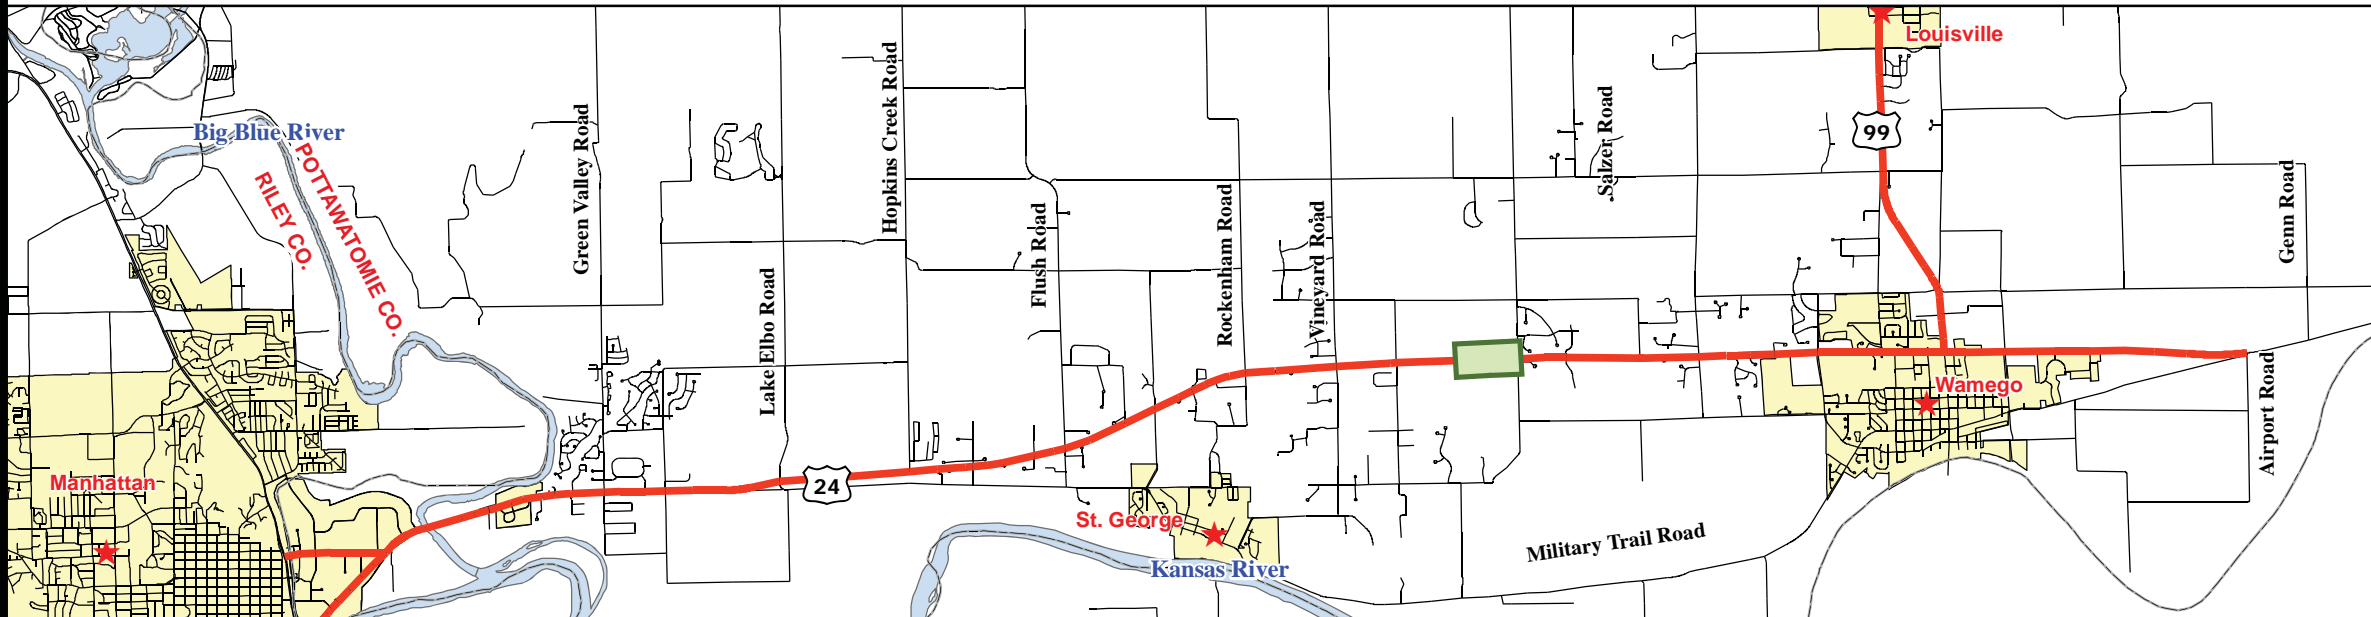 Louisville
99
Big Blue River
POTTAWATOMIE CO.
RILEY CO.
Green Valley Road
Hopkins Creek Road
Salzer Road
Genn Road
Flush Road
Rockenham Road
Vineyard Road
Lake Elbo Road
Wamego
Airport Road
Manhattan
24
St. George
Military Trail Road
Kansas River